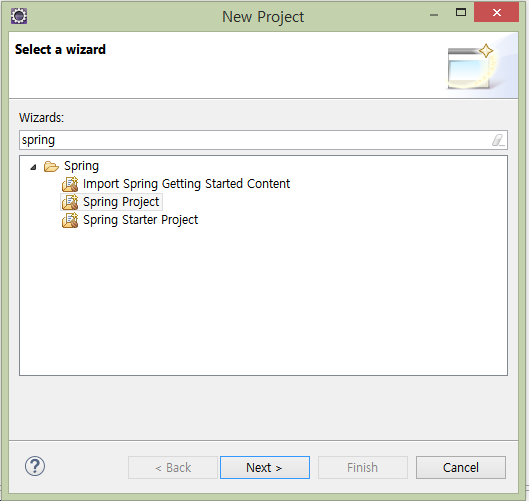 New Project
Select a wizard
Wizards:
spring
Spring
Import Spring Getting Started Content
Spring Project
Spring Starter Project
?
< Back
Next >
Finish
Cancel